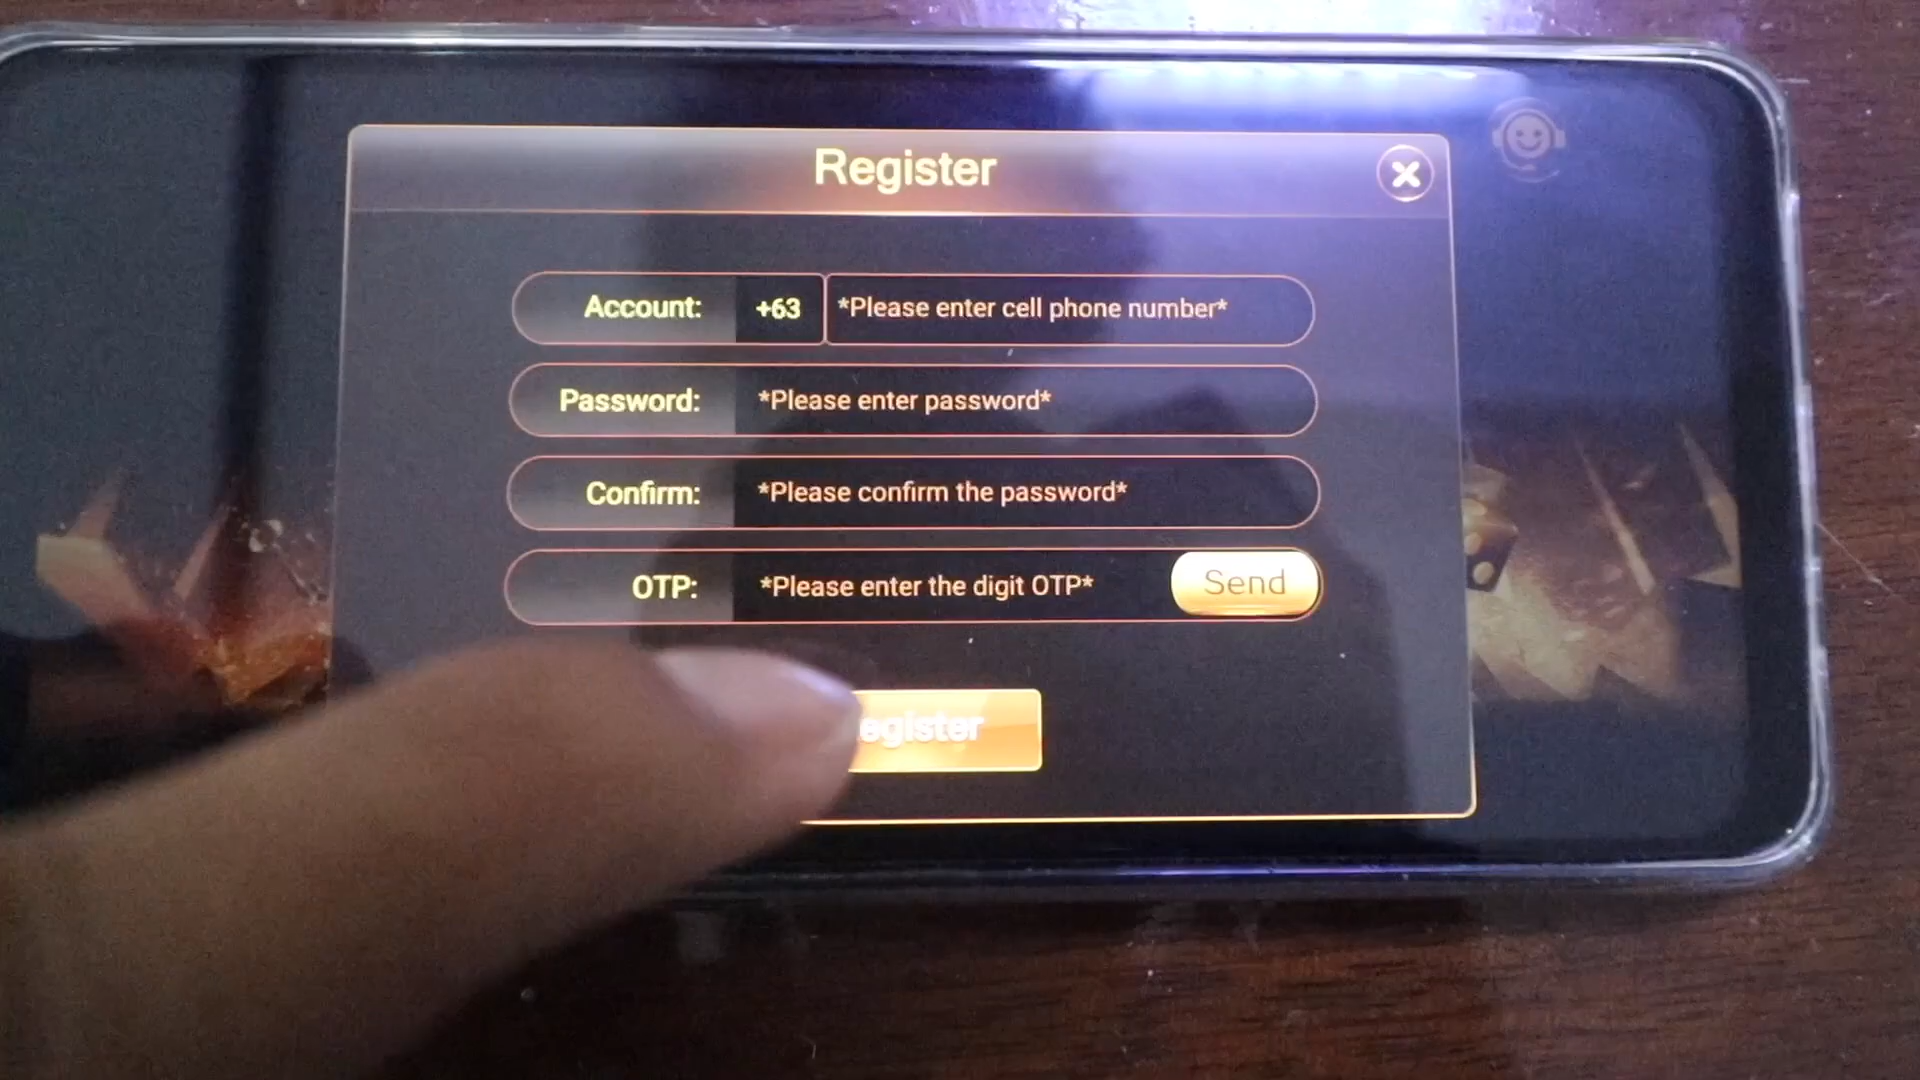 Register
Account: +63 *Please enter cell phone number*
Password: *Please enter password*
Confirm: *Please confirm the password*
OTP: *Please enter the digit OTP* Send
egister